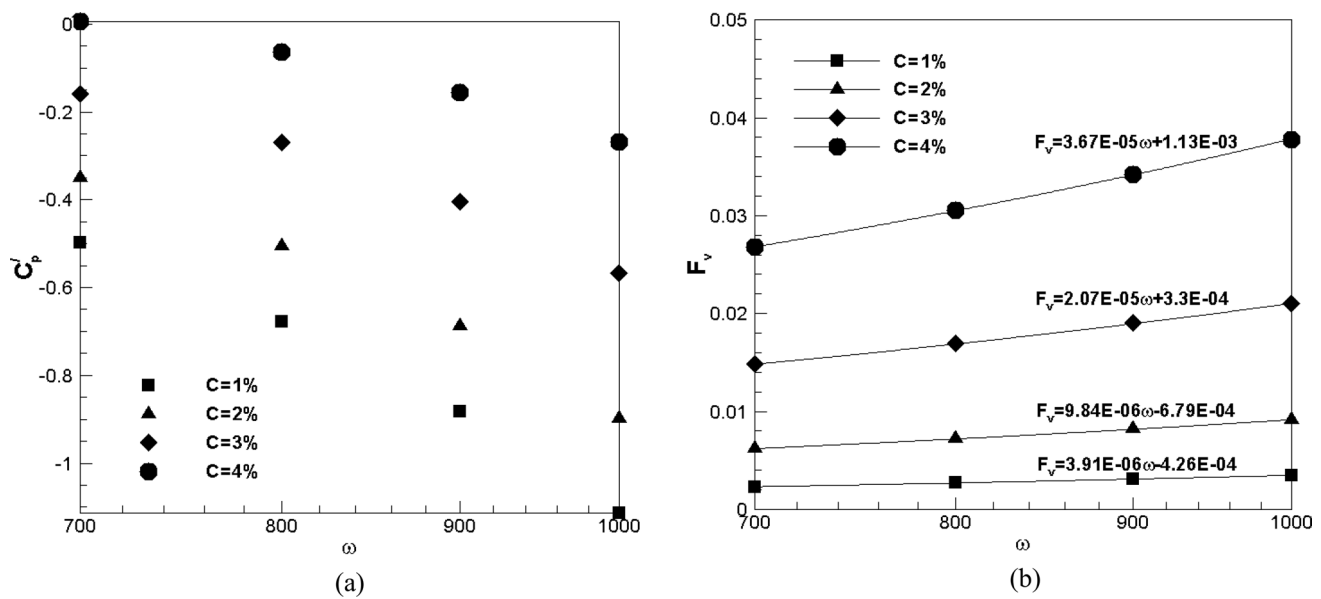 0
-0.2
-0.4
-0.6
-0.8
-1
C'p
C=1%
C=2%
C=3%
C=4%
700
800
900
1000
ω
(a)
0.05
0.04
0.03
0.02
0.01
0
Fv
C=1%
C=2%
C=3%
C=4%
Fv=3.67E-05ω+1.13E-03
Fv=2.07E-05ω+3.3E-04
Fv=9.84E-06ω-6.79E-04
Fv=3.91E-06ω-4.26E-04
700
800
900
1000
ω
(b)